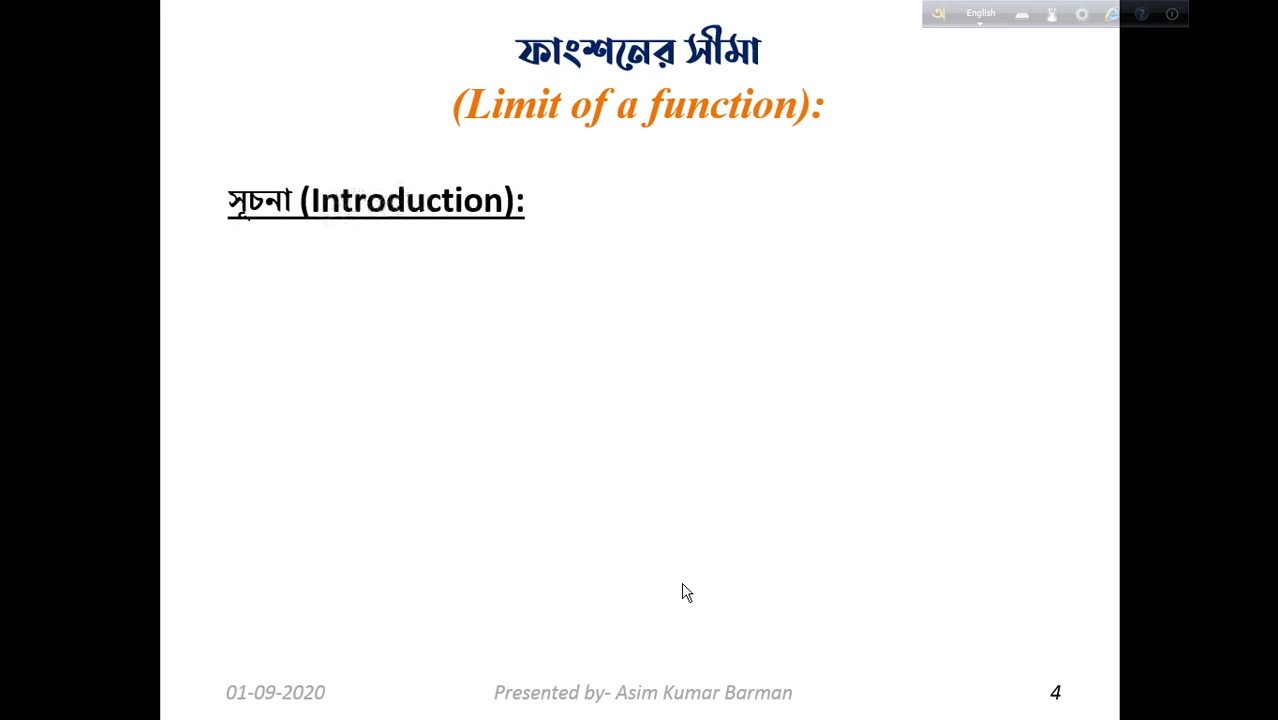 অ English
ফাংশনের সীমা
(Limit of a function):
সূচনা (Introduction):
01-09-2020 Presented by- Asim Kumar Barman 4